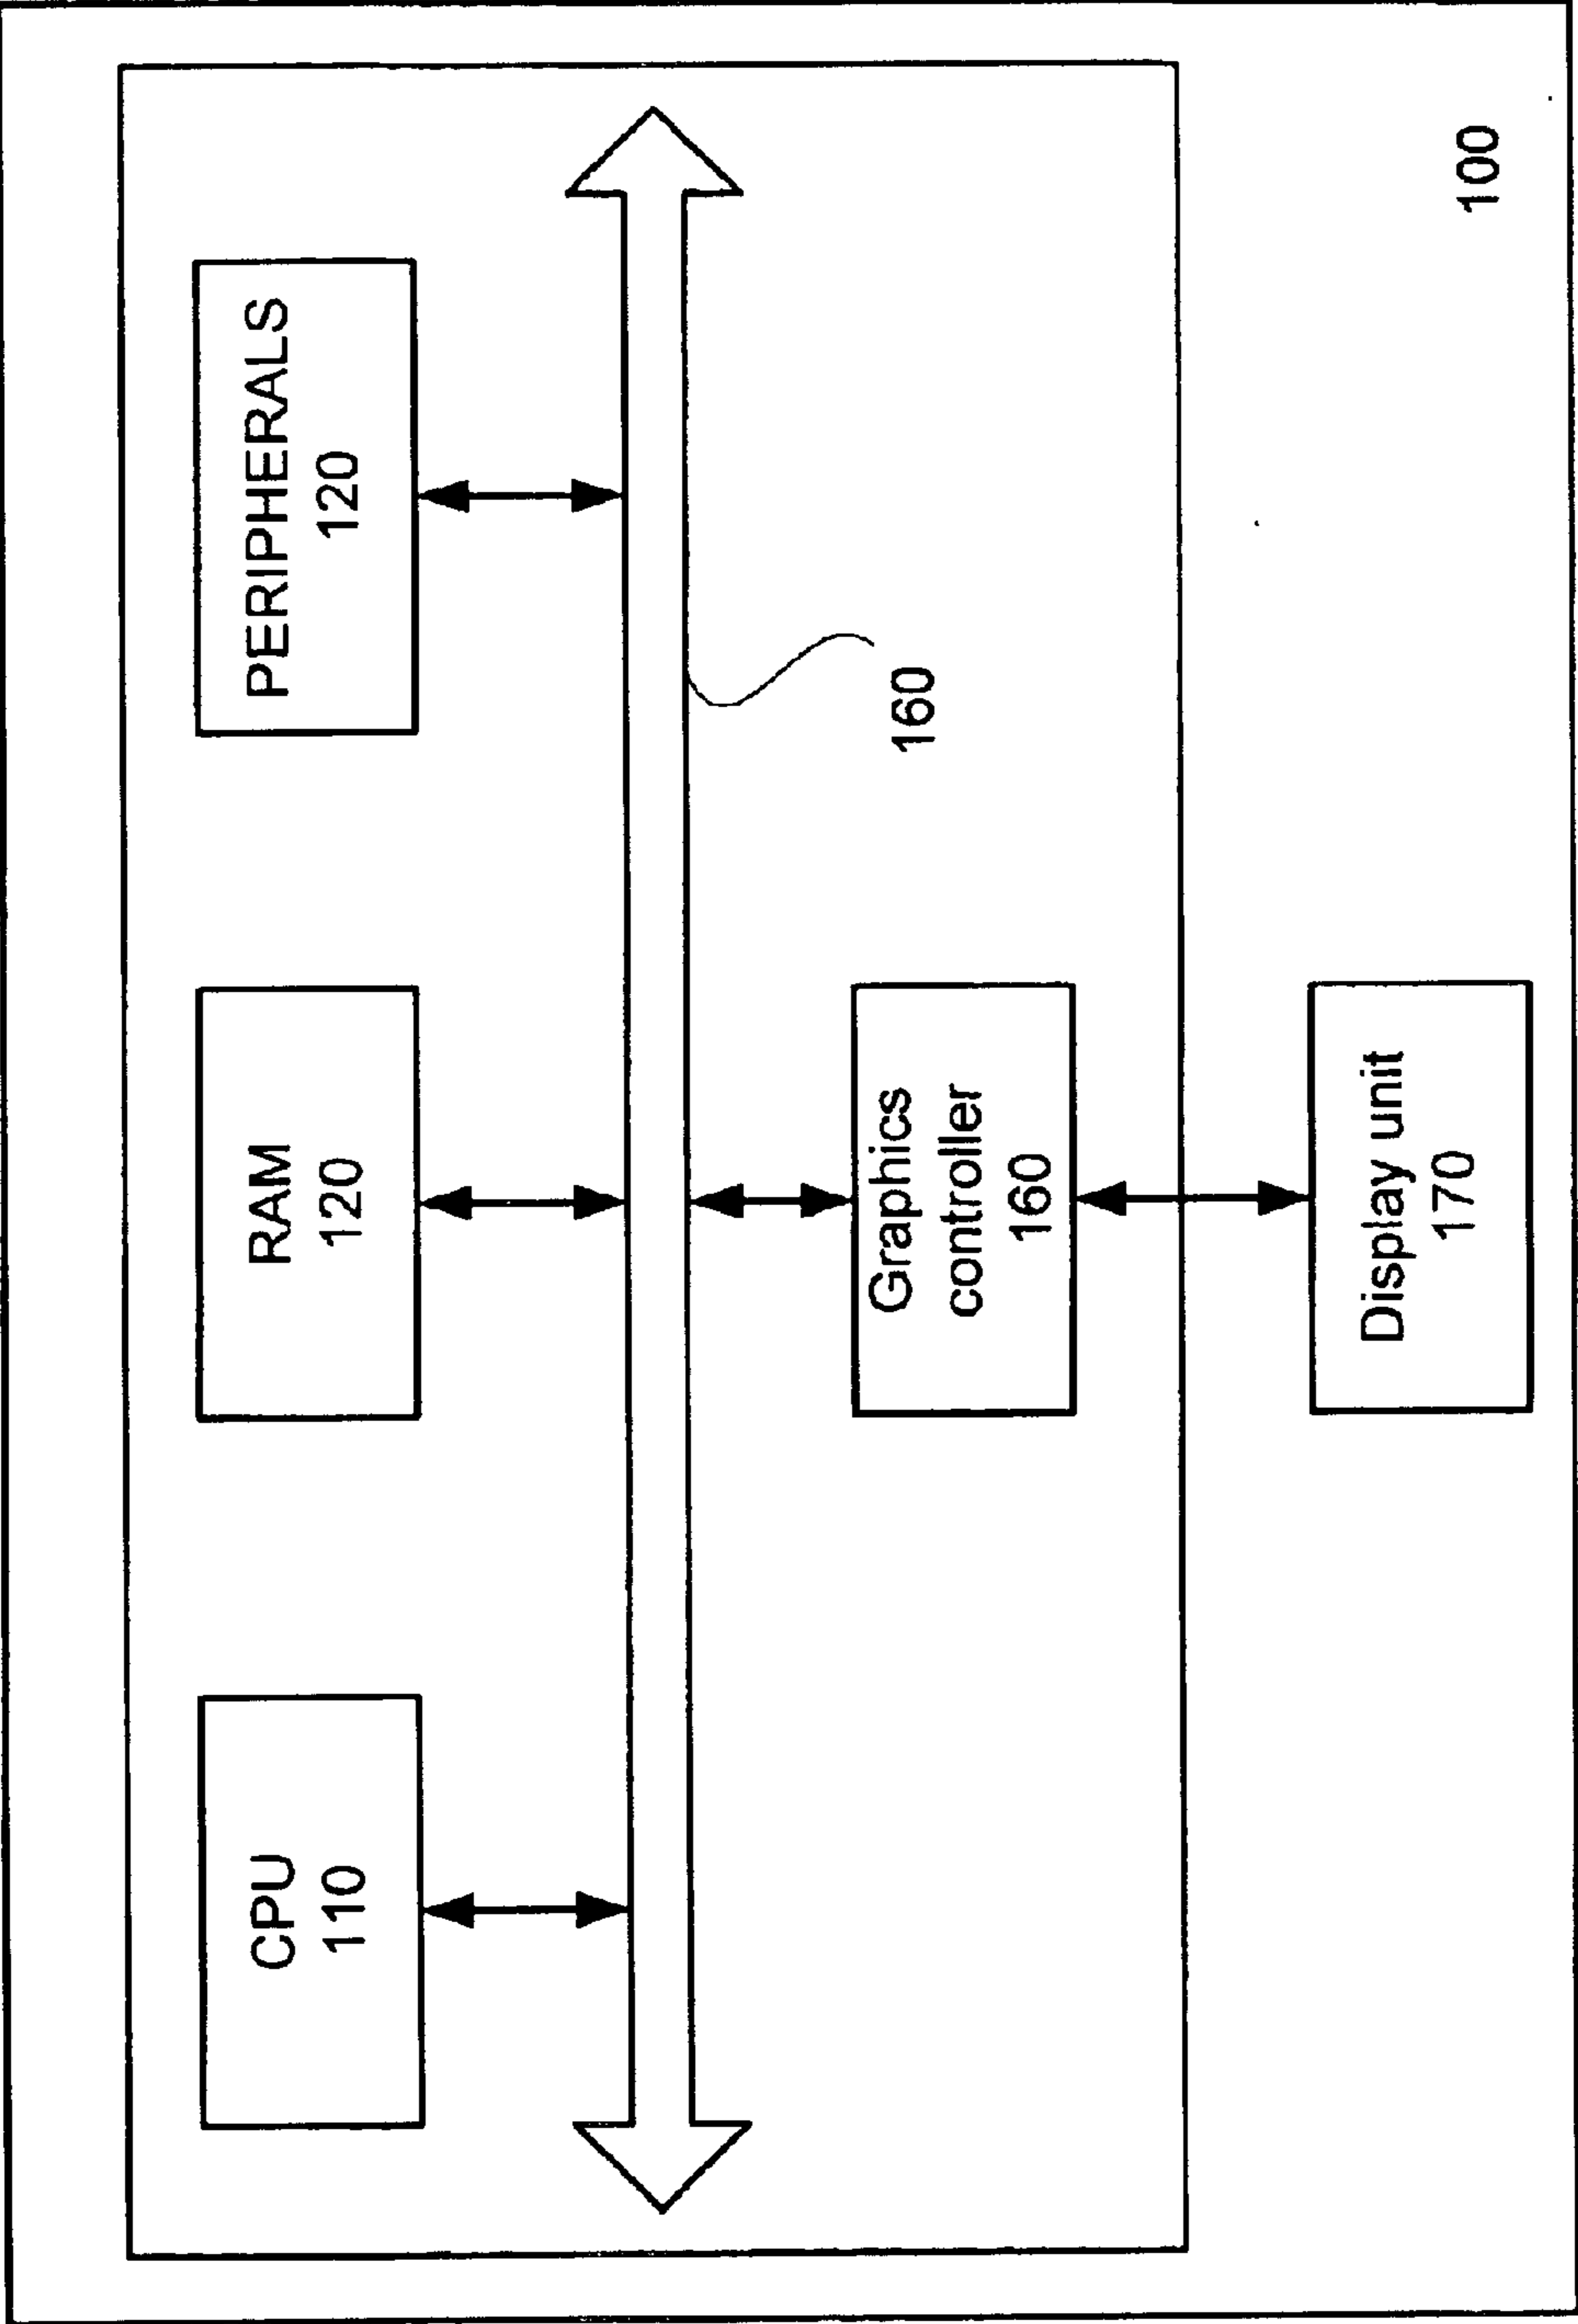 CPU
110
RAM
120
PERIPHERALS
120
160
Graphics
controller
160
Display unit
170
100